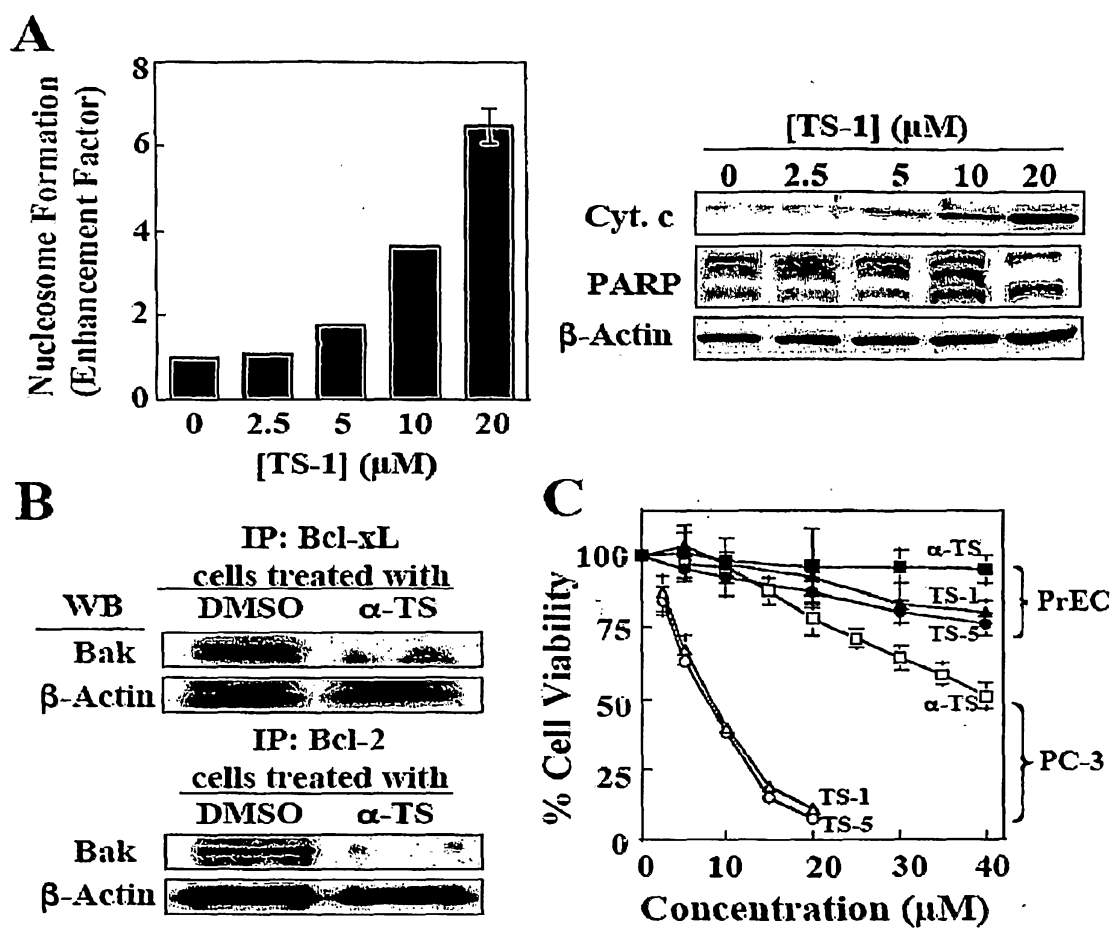 A
Nucleosome Formation
(Enhancement Factor)
8
6
4
2
0
0 2.5 5 10 20
[TS-1] (μM)
[TS-1] (μM)
0 2.5 5 10 20
Cyt. c
PARP
β-Actin
B
IP: Bcl-xL
cells treated with
WB DMSO α-TS
Bak
β-Actin
IP: Bcl-2
cells treated with
DMSO α-TS
Bak
β-Actin
C
% Cell Viability
100
75
50
25
0
α-TS
TS-1
TS-5
PrEC
α-TS
TS-1
TS-5
PC-3
0 10 20 30 40
Concentration (μM)